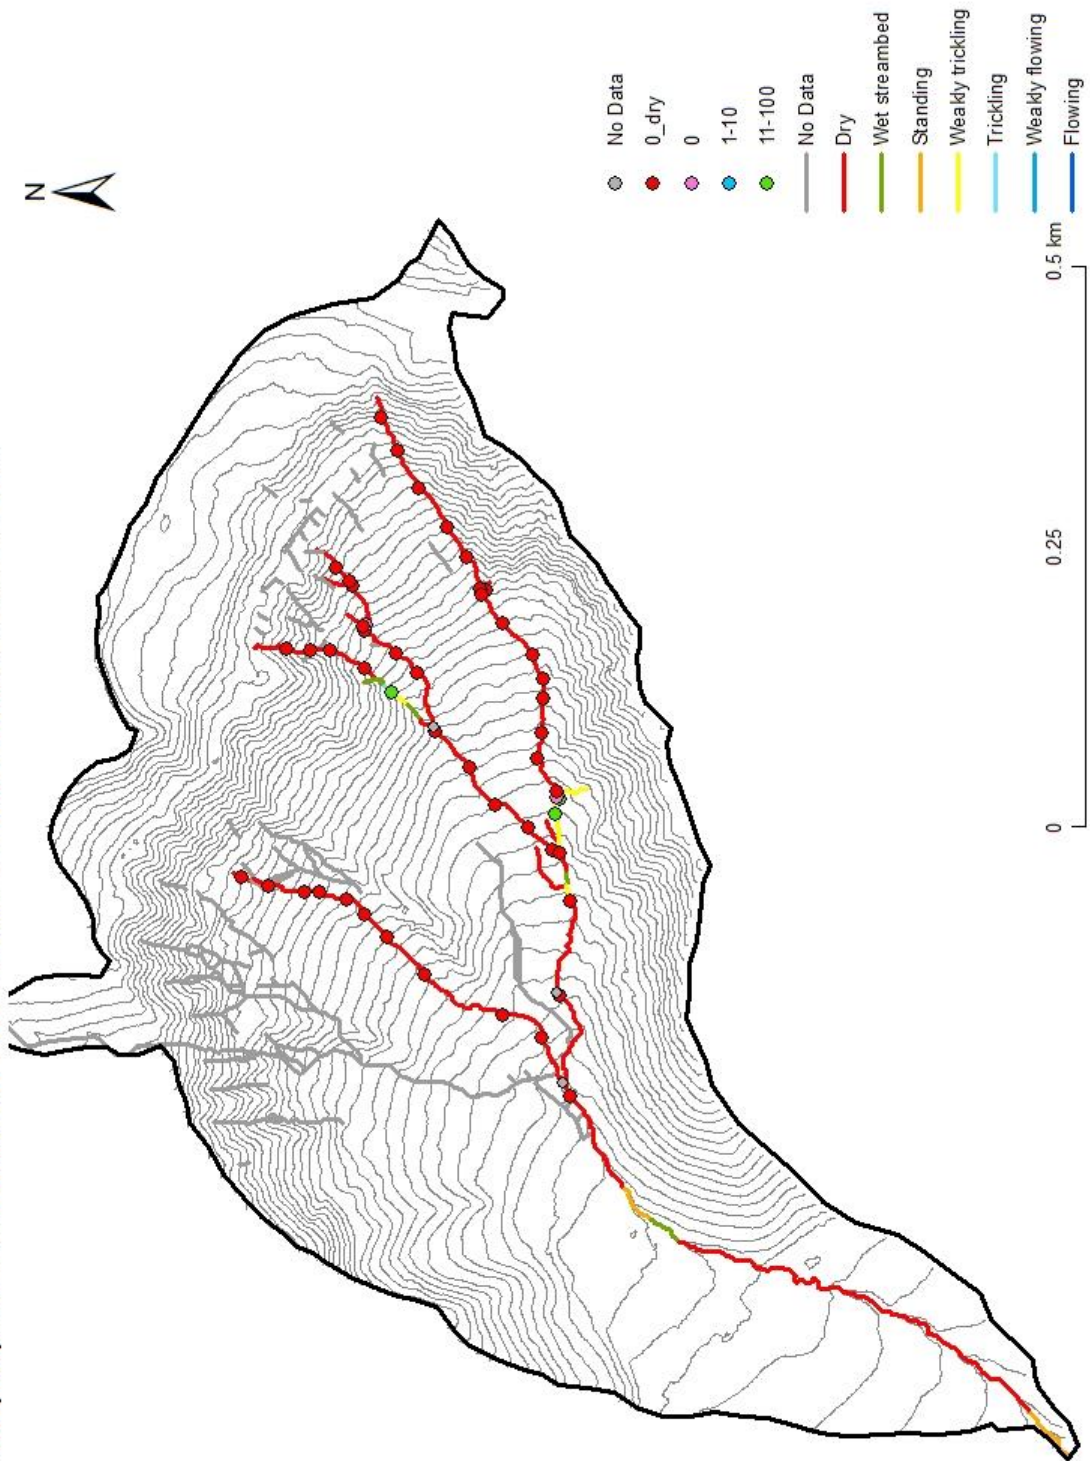 N
No Data
0_dry
0
1-10
11-100
No Data
Dry
Wet streambed
Standing
Weakly trickling
Trickling
Weakly flowing
Flowing
0 0.25 0.5 km